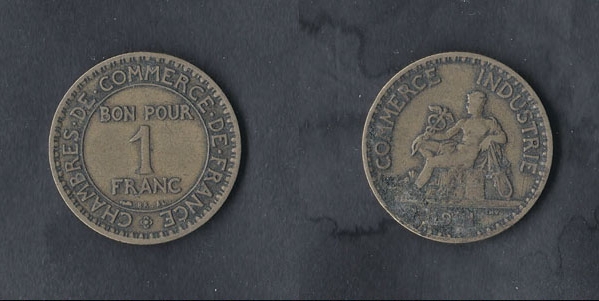 CHAMBRES·DE·COMMERCE·DE·FRANCE
BON POUR
1
FRANC
COMMERCE INDUSTRIE